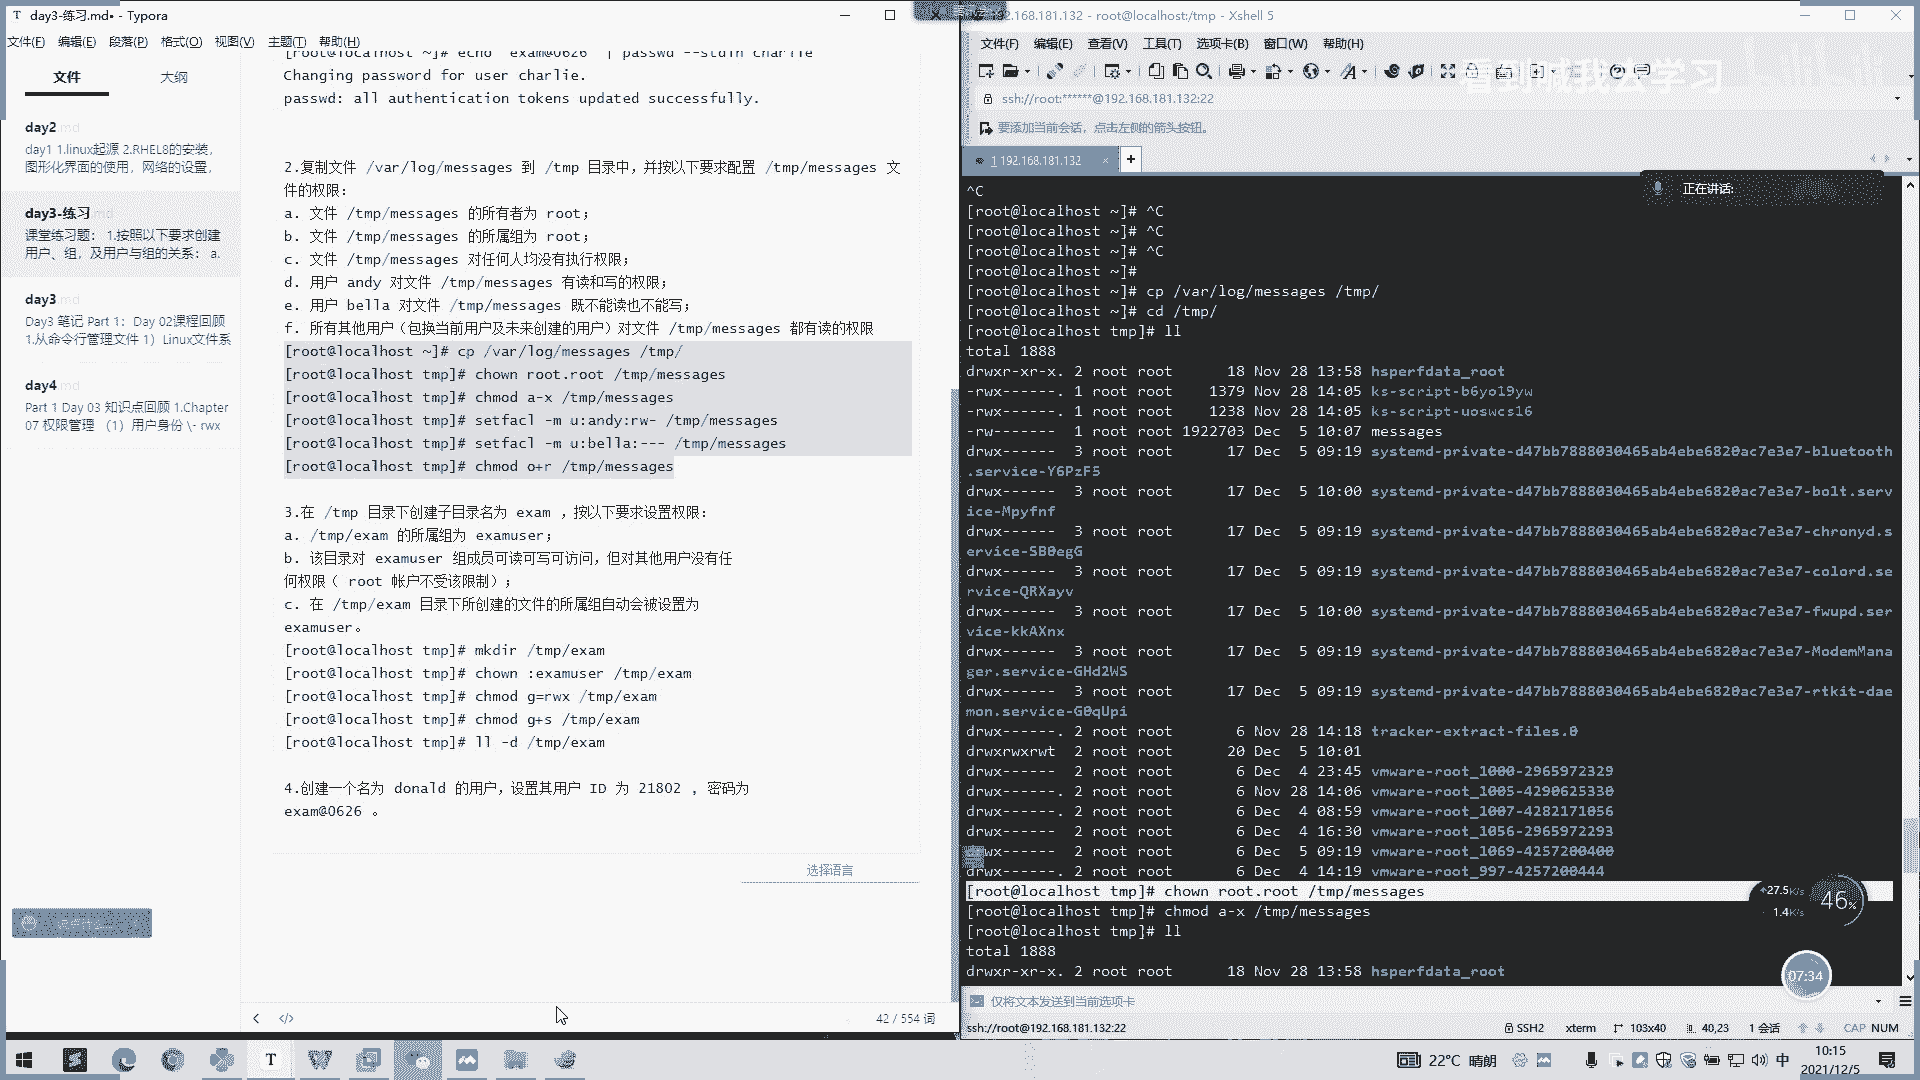 day3-练习.md• - Typora
文件(F) 编辑(E) 段落(P) 格式(O) 视图(V) 主题(T) 帮助(H)
文件 大纲
day2.md
day1 1.linux起源 2.RHEL8的安装，
图形化界面的使用，网络的设置，
day3-练习.md
课堂练习题： 1.按照以下要求创建
用户、组，及用户与组的关系： a.
day3.md
Day3 笔记 Part 1：Day 02课程回顾
1.从命令行管理文件 1）Linux文件系
day4.md
Part 1 Day 03 知识点回顾 1.Chapter
07 权限管理 （1）用户身份 \- rwx
[root@localhost ~]# echo "exam@0626" | passwd --stdin charlie
Changing password for user charlie.
passwd: all authentication tokens updated successfully.
2.复制文件 /var/log/messages 到 /tmp 目录中，并按以下要求配置 /tmp/messages 文
件的权限：
a. 文件 /tmp/messages 的所有者为 root；
b. 文件 /tmp/messages 的所属组为 root；
c. 文件 /tmp/messages 对任何人均没有执行权限；
d. 用户 andy 对文件 /tmp/messages 有读和写的权限；
e. 用户 bella 对文件 /tmp/messages 既不能读也不能写；
f. 所有其他用户（包换当前用户及未来创建的用户）对文件 /tmp/messages 都有读的权限
[root@localhost ~]# cp /var/log/messages /tmp/
[root@localhost tmp]# chown root.root /tmp/messages
[root@localhost tmp]# chmod a-x /tmp/messages
[root@localhost tmp]# setfacl -m u:andy:rw- /tmp/messages
[root@localhost tmp]# setfacl -m u:bella:--- /tmp/messages
[root@localhost tmp]# chmod o+r /tmp/messages
3.在 /tmp 目录下创建子目录名为 exam ，按以下要求设置权限：
a. /tmp/exam 的所属组为 examuser；
b. 该目录对 examuser 组成员可读可写可访问，但对其他用户没有任
何权限（ root 帐户不受该限制）；
c. 在 /tmp/exam 目录下所创建的文件的所属组自动会被设置为
examuser。
[root@localhost tmp]# mkdir /tmp/exam
[root@localhost tmp]# chown :examuser /tmp/exam
[root@localhost tmp]# chmod g=rwx /tmp/exam
[root@localhost tmp]# chmod g+s /tmp/exam
[root@localhost tmp]# ll -d /tmp/exam
4.创建一个名为 donald 的用户，设置其用户 ID 为 21802 ，密码为
exam@0626 。
选择语言
42 / 554 词
192.168.181.132 - root@localhost:/tmp - Xshell 5
文件(F) 编辑(E) 查看(V) 工具(T) 选项卡(B) 窗口(W) 帮助(H)
看到喊我去学习
ssh://root:******@192.168.181.132:22
要添加当前会话，点击左侧的箭头按钮。
1 192.168.181.132
正在讲话:
^C
[root@localhost ~]# ^C
[root@localhost ~]# ^C
[root@localhost ~]# ^C
[root@localhost ~]#
[root@localhost ~]# cp /var/log/messages /tmp/
[root@localhost ~]# cd /tmp/
[root@localhost tmp]# ll
total 1888
drwxr-xr-x. 2 root root 18 Nov 28 13:58 hsperfdata_root
-rwx------. 1 root root 1379 Nov 28 14:05 ks-script-b6yo19yw
-rwx------. 1 root root 1238 Nov 28 14:05 ks-script-uoswcs16
-rw------- 1 root root 1922703 Dec 5 10:07 messages
drwx------ 3 root root 17 Dec 5 09:19 systemd-private-d47bb7888030465ab4ebe6820ac7e3e7-bluetooth
.service-Y6PzF5
drwx------ 3 root root 17 Dec 5 10:00 systemd-private-d47bb7888030465ab4ebe6820ac7e3e7-bolt.serv
ice-Mpyfnf
drwx------ 3 root root 17 Dec 5 09:19 systemd-private-d47bb7888030465ab4ebe6820ac7e3e7-chronyd.s
ervice-SB0egG
drwx------ 3 root root 17 Dec 5 09:19 systemd-private-d47bb7888030465ab4ebe6820ac7e3e7-colord.se
rvice-QRXayv
drwx------ 3 root root 17 Dec 5 10:00 systemd-private-d47bb7888030465ab4ebe6820ac7e3e7-fwupd.ser
vice-kkAXnx
drwx------ 3 root root 17 Dec 5 09:19 systemd-private-d47bb7888030465ab4ebe6820ac7e3e7-ModemMana
ger.service-GHd2WS
drwx------ 3 root root 17 Dec 5 09:19 systemd-private-d47bb7888030465ab4ebe6820ac7e3e7-rtkit-dae
mon.service-G0qUpi
drwx------. 2 root root 6 Nov 28 14:18 tracker-extract-files.0
drwxrwxrwt 2 root root 20 Dec 5 10:01
drwx------ 2 root root 6 Dec 4 23:45 vmware-root_1000-2965972329
drwx------. 2 root root 6 Nov 28 14:06 vmware-root_1005-4290625330
drwx------. 2 root root 6 Dec 4 08:59 vmware-root_1007-4282171056
drwx------ 2 root root 6 Dec 4 16:30 vmware-root_1056-2965972293
drwx------ 2 root root 6 Dec 5 09:19 vmware-root_1069-4257200400
drwx------. 2 root root 6 Dec 4 14:19 vmware-root_997-4257200444
[root@localhost tmp]# chown root.root /tmp/messages
[root@localhost tmp]# chmod a-x /tmp/messages
[root@localhost tmp]# ll
total 1888
drwxr-xr-x. 2 root root 18 Nov 28 13:58 hsperfdata_root
27.5K/s
1.4K/s
46%
07:34
仅将文本发送到当前选项卡
ssh://root@192.168.181.132:22 SSH2 xterm 103x40 40,23 1 会话 CAP NUM
22°C 晴朗 中 10:15
2021/12/5